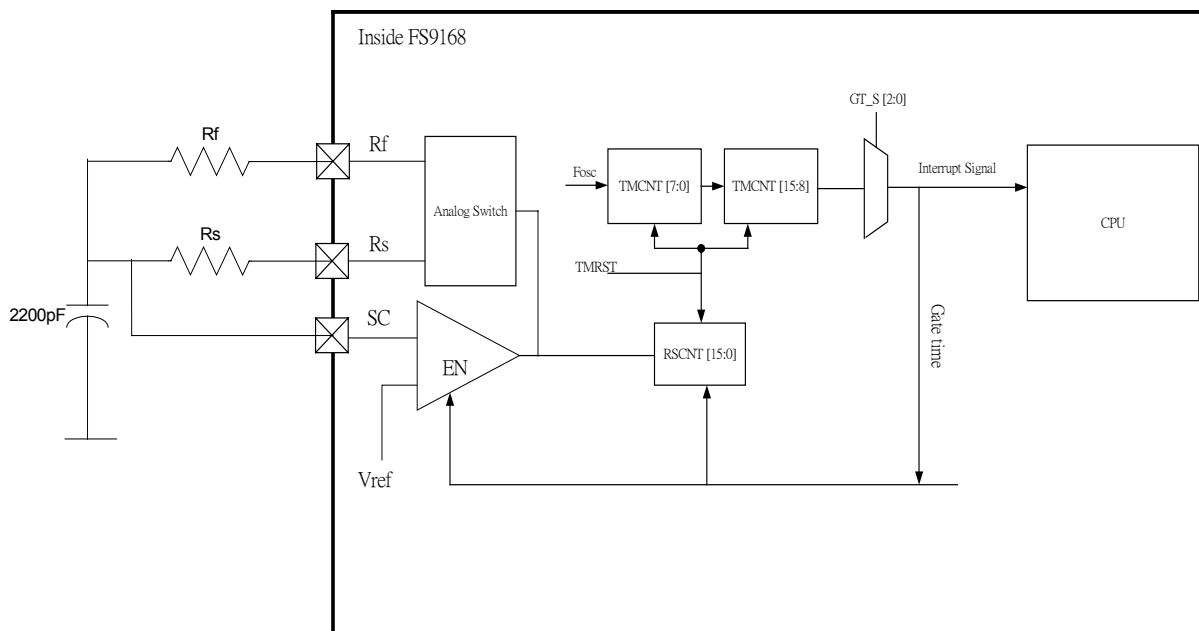 Inside FS9168
GT_S [2:0]
Rf
Rf
Fosc
TMCNT [7:0]
TMCNT [15:8]
Interrupt Signal
Analog Switch
CPU
Rs
Rs
TMRST
2200pF
SC
EN
RSCNT [15:0]
Gate time
Vref